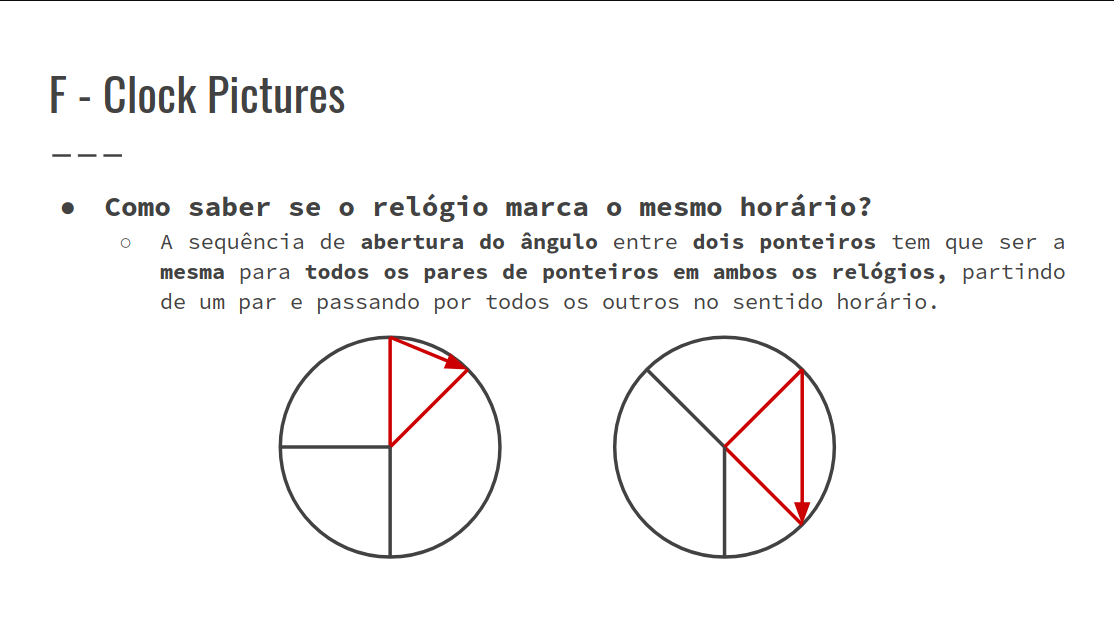 F - Clock Pictures
● Como saber se o relógio marca o mesmo horário?
○ A sequência de abertura do ângulo entre dois ponteiros tem que ser a
mesma para todos os pares de ponteiros em ambos os relógios, partindo
de um par e passando por todos os outros no sentido horário.